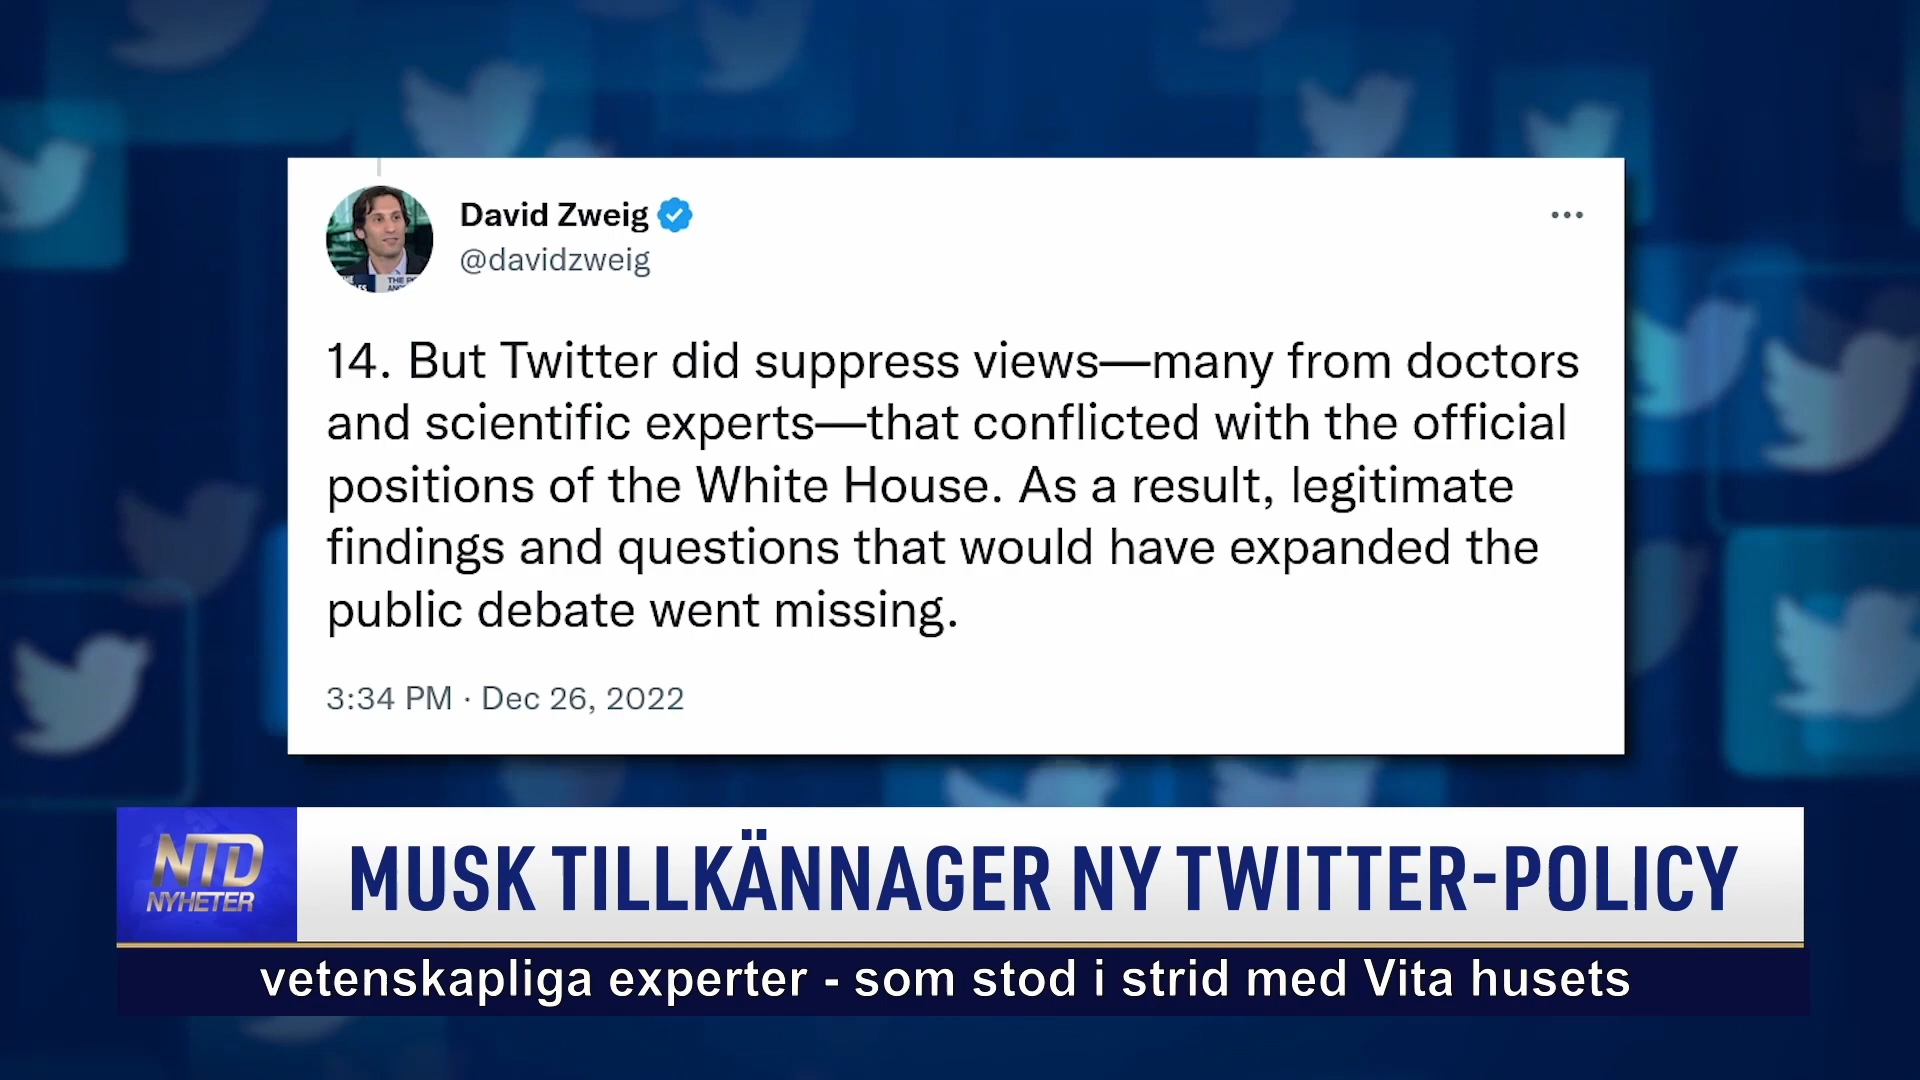 David Zweig
@davidzweig
14. But Twitter did suppress views—many from doctors
and scientific experts—that conflicted with the official
positions of the White House. As a result, legitimate
findings and questions that would have expanded the
public debate went missing.
3:34 PM · Dec 26, 2022
NTD
NYHETER
MUSK TILLKÄNNAGER NY TWITTER-POLICY
vetenskapliga experter - som stod i strid med Vita husets